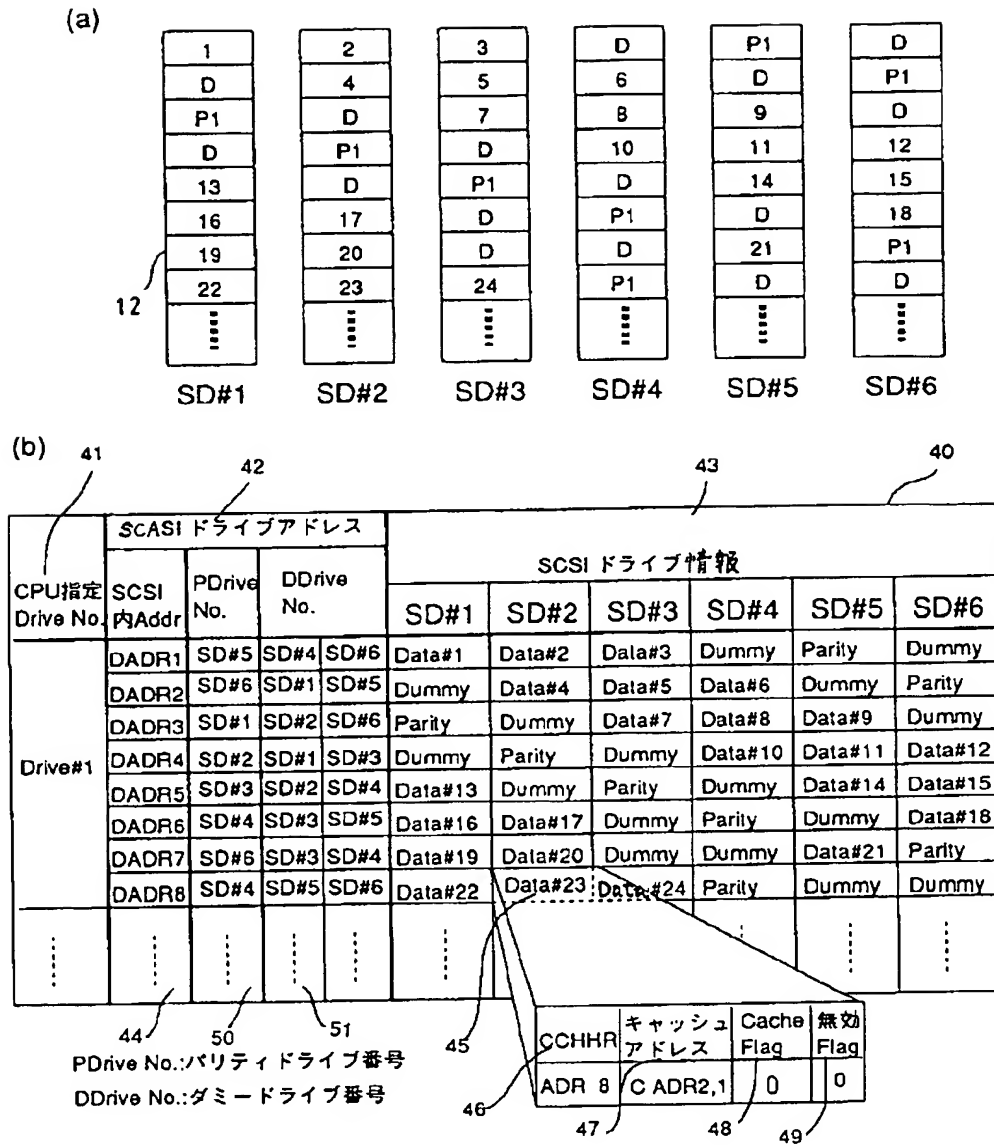 (a)
1 2 3 D P1 D
D 4 5 6 D P1
P1 D 7 8 9 D
D P1 D 10 11 12
13 D P1 D 14 15
16 17 D P1 D 18
19 20 D D 21 P1
22 23 24 P1 D D
12
SD#1 SD#2 SD#3 SD#4 SD#5 SD#6
(b)
41 42 43 40
SCASI ドライブアドレス
SCSI ドライブ情報
CPU指定 Drive No. SCSI 内Addr PDrive No. DDrive No. SD#1 SD#2 SD#3 SD#4 SD#5 SD#6
DADR1 SD#5 SD#4 SD#6 Data#1 Data#2 Data#3 Dummy Parity Dummy
DADR2 SD#6 SD#1 SD#5 Dummy Data#4 Data#5 Data#6 Dummy Parity
DADR3 SD#1 SD#2 SD#6 Parity Dummy Data#7 Data#8 Data#9 Dummy
Drive#1 DADR4 SD#2 SD#1 SD#3 Dummy Parity Dummy Data#10 Data#11 Data#12
DADR5 SD#3 SD#2 SD#4 Data#13 Dummy Parity Dummy Data#14 Data#15
DADR6 SD#4 SD#3 SD#5 Data#16 Data#17 Dummy Parity Dummy Data#18
DADR7 SD#6 SD#3 SD#4 Data#19 Data#20 Dummy Dummy Data#21 Parity
DADR8 SD#4 SD#5 SD#6 Data#22 Data#23 Data#24 Parity Dummy Dummy
44 50 51 45
PDrive No.:パリティドライブ番号
DDrive No.:ダミードライブ番号
CCHHR キャッシュアドレス Cache Flag 無効 Flag
ADR 8 C ADR2,1 0 0
46 47 48 49